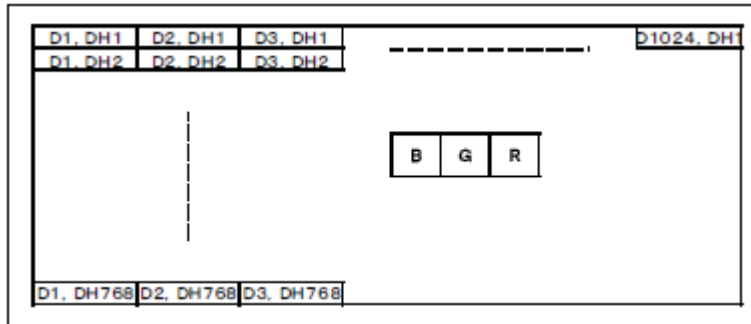 D1, DH1 D2, DH1 D3, DH1 D1024, DH1
D1, DH2 D2, DH2 D3, DH2
B G R
D1, DH768 D2, DH768 D3, DH768